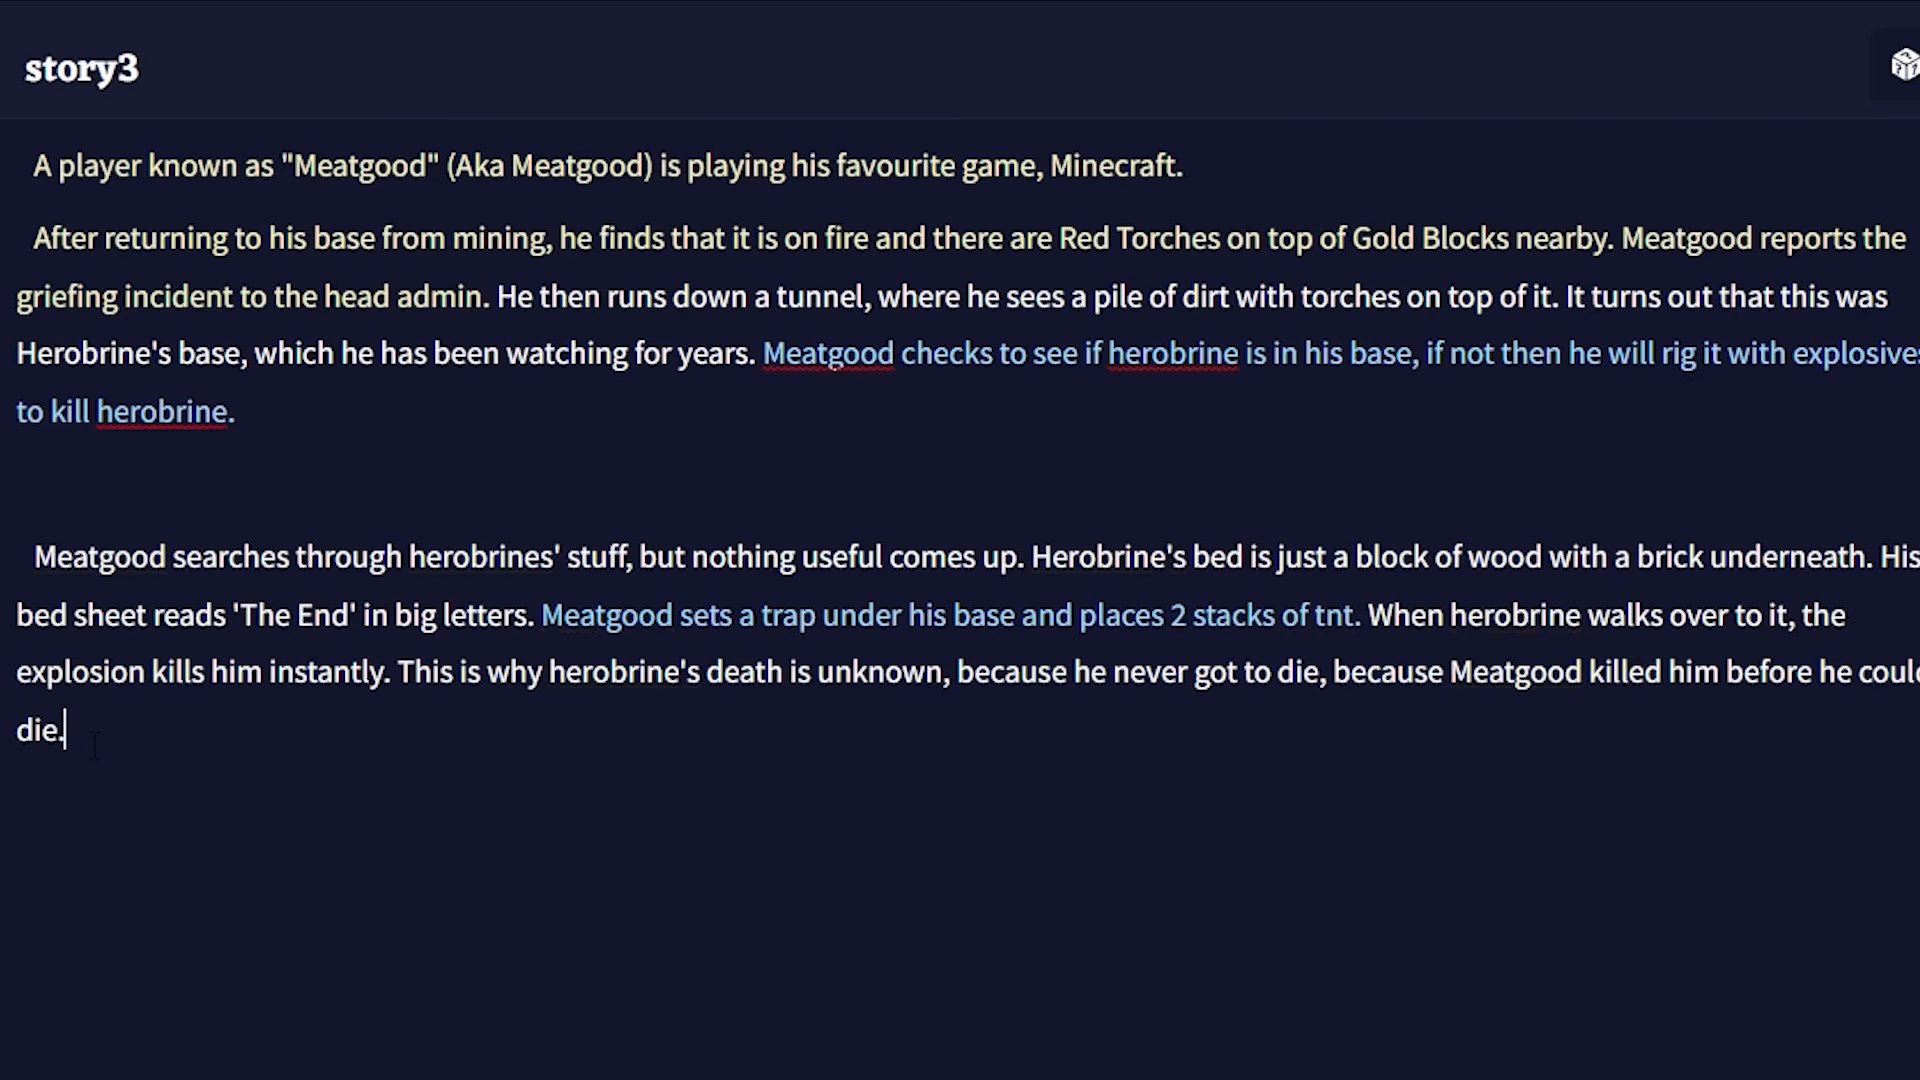 story3
A player known as "Meatgood" (Aka Meatgood) is playing his favourite game, Minecraft.
After returning to his base from mining, he finds that it is on fire and there are Red Torches on top of Gold Blocks nearby. Meatgood reports the
griefing incident to the head admin. He then runs down a tunnel, where he sees a pile of dirt with torches on top of it. It turns out that this was
Herobrine's base, which he has been watching for years. Meatgood checks to see if herobrine is in his base, if not then he will rig it with explosives
to kill herobrine.
Meatgood searches through herobrines' stuff, but nothing useful comes up. Herobrine's bed is just a block of wood with a brick underneath. His
bed sheet reads 'The End' in big letters. Meatgood sets a trap under his base and places 2 stacks of tnt. When herobrine walks over to it, the
explosion kills him instantly. This is why herobrine's death is unknown, because he never got to die, because Meatgood killed him before he could
die.